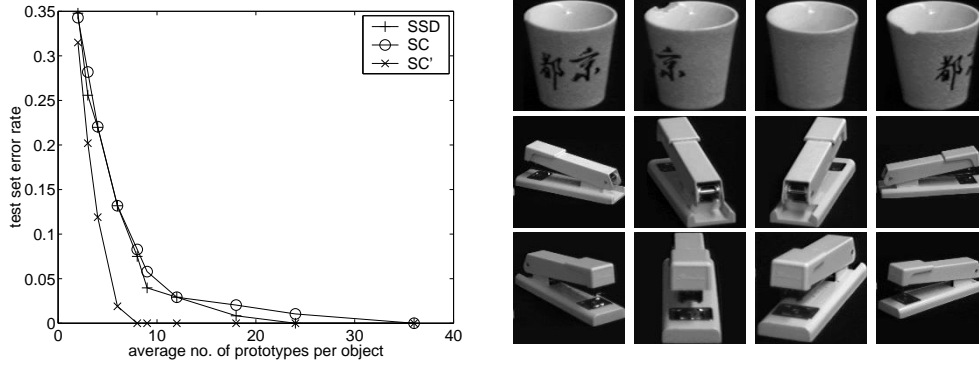 0.35
0.3
0.25
0.2
0.15
0.1
0.05
0
0 10 20 30 40
test set error rate
average no. of prototypes per object
SSD
SC
SC'
都 京
京
都 京